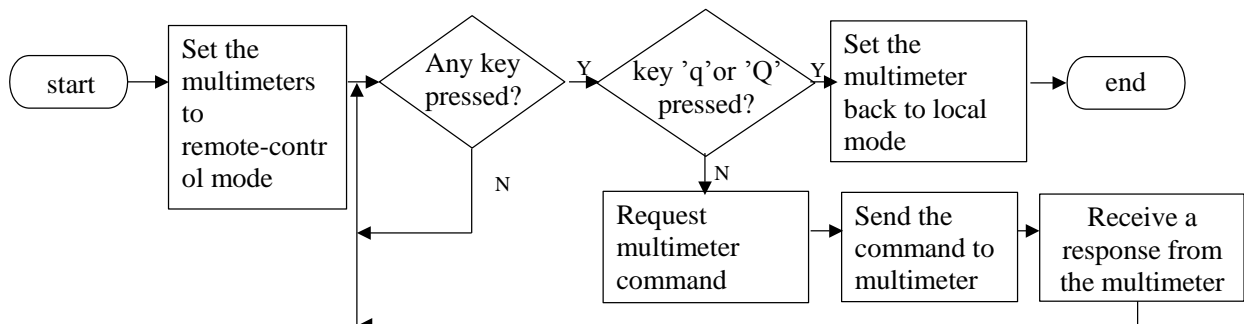 start
Set the
multimeters
to
remote-contr
ol mode
Any key
pressed?
Y
N
key 'q'or 'Q'
pressed?
Y
N
Set the
multimeter
back to local
mode
end
Request
multimeter
command
Send the
command to
multimeter
Receive a
response from
the multimeter